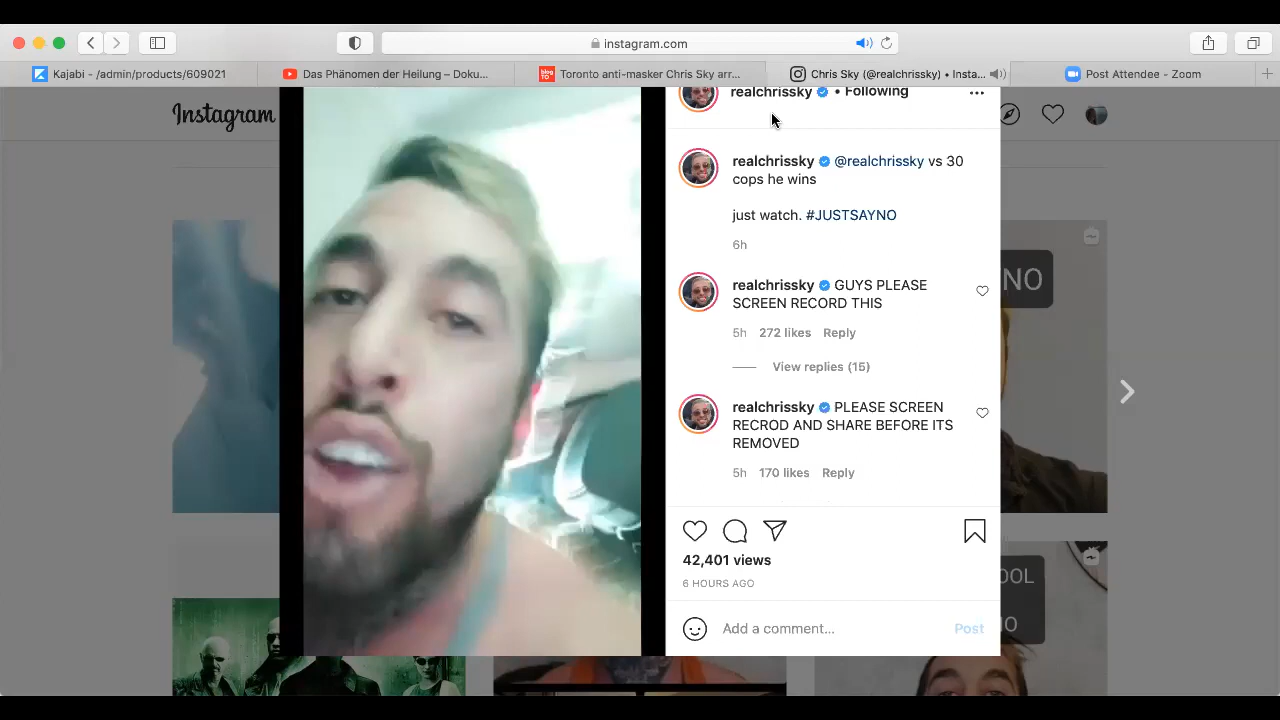 instagram.com
Kajabi - /admin/products/609021
Das Phänomen der Heilung – Doku...
blog TO
Toronto anti-masker Chris Sky arr...
Chris Sky (@realchrissky) • Insta...
Post Attendee - Zoom
Instagram
realchrissky • Following
realchrissky @realchrissky vs 30
cops he wins
just watch. #JUSTSAYNO
6h
realchrissky GUYS PLEASE
SCREEN RECORD THIS
5h 272 likes Reply
View replies (15)
realchrissky PLEASE SCREEN
RECROD AND SHARE BEFORE ITS
REMOVED
5h 170 likes Reply
42,401 views
6 HOURS AGO
Add a comment... Post
NO
OOL